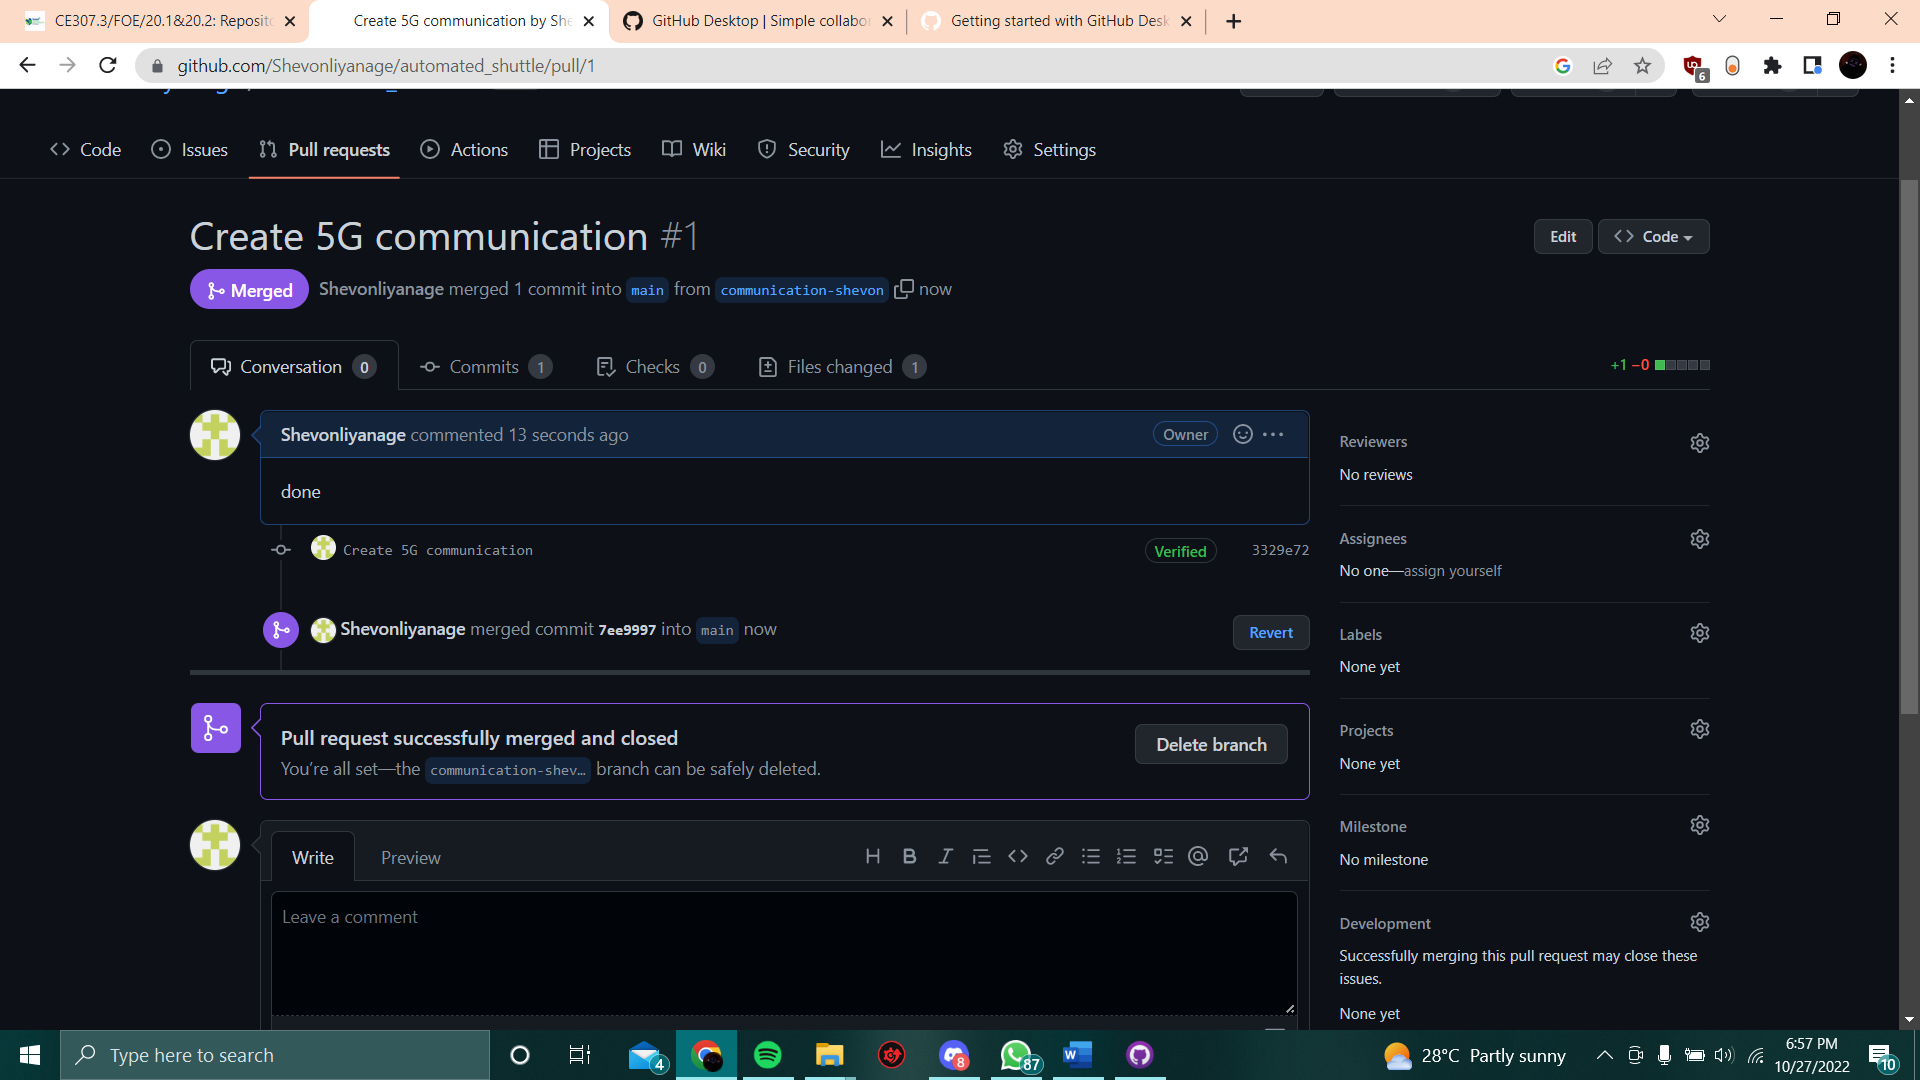 CE307.3/FOE/20.1&20.2: Reposito
Create 5G communication by She
GitHub Desktop | Simple collabor
Getting started with GitHub Desk
github.com/Shevonliyanage/automated_shuttle/pull/1
6
Code
Issues
Pull requests
Actions
Projects
Wiki
Security
Insights
Settings
Create 5G communication #1
Edit
Code
Merged
Shevonliyanage merged 1 commit into main from communication-shevon now
Conversation 0
Commits 1
Checks 0
Files changed 1
+1 −0
Shevonliyanage commented 13 seconds ago
Owner
done
Create 5G communication
Verified
3329e72
Shevonliyanage merged commit 7ee9997 into main now
Revert
Pull request successfully merged and closed
You're all set—the communication-shev… branch can be safely deleted.
Delete branch
Write
Preview
Leave a comment
Reviewers
No reviews
Assignees
No one—assign yourself
Labels
None yet
Projects
None yet
Milestone
No milestone
Development
Successfully merging this pull request may close these
issues.
None yet
Type here to search
4
8
87
28°C Partly sunny
6:57 PM
10/27/2022
10